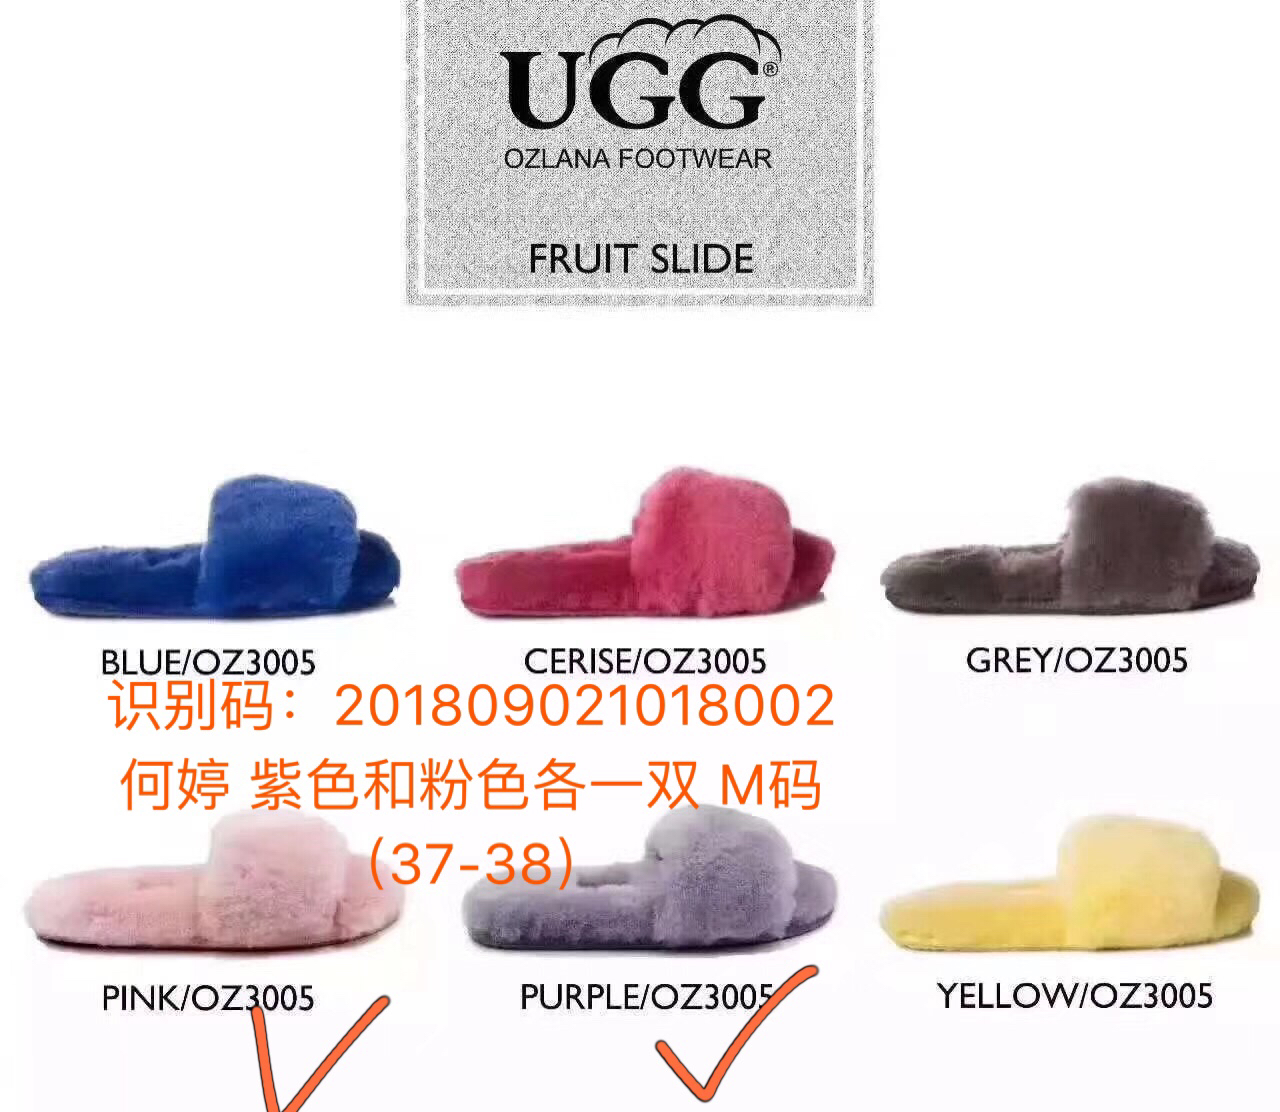 UGG®
OZLANA FOOTWEAR
FRUIT SLIDE
BLUE/OZ3005 CERISE/OZ3005 GREY/OZ3005
识别码：201809021018002
何婷 紫色和粉色各一双 M码
（37-38）
PINK/OZ3005 PURPLE/OZ3005 YELLOW/OZ3005